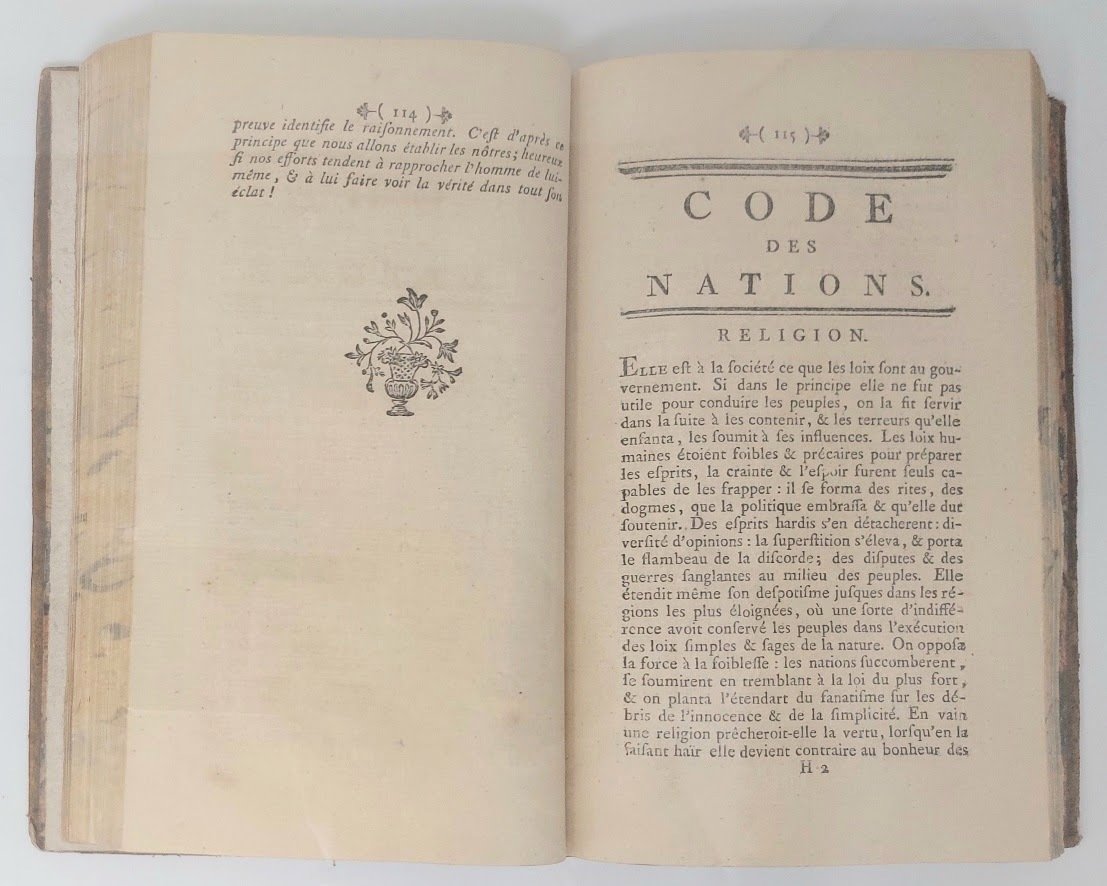 ( 114 )
preuve identifie le raiſonnement. C'eſt d'après ce
principe que nous allons établir les nôtres ; heureux
ſi nos efforts tendent à rapprocher l'homme de lui-
même, & à lui faire voir la vérité dans tout ſon
éclat !
( 115 )
CODE
DES
NATIONS.
RELIGION.
ELLE eſt à la ſociété ce que les loix ſont au gou-
vernement. Si dans le principe elle ne fut pas
utile pour conduire les peuples, on la fit ſervir
dans la ſuite à les contenir, & les terreurs qu'elle
enfanta, les ſoumit à ſes influences. Les loix hu-
maines étoient foibles & précaires pour préparer
les eſprits, la crainte & l'eſpoir furent ſeuls ca-
pables de les frapper : il ſe forma des rites, des
dogmes, que la politique embraſſa & qu'elle dut
ſoutenir. Des eſprits hardis s'en détacherent : di-
verſité d'opinions : la ſuperſtition s'éleva, & porta
le flambeau de la diſcorde ; des diſputes & des
guerres ſanglantes au milieu des peuples. Elle
étendit même ſon deſpotiſme juſques dans les ré-
gions les plus éloignées, où une ſorte d'indiffé-
rence avoit conſervé les peuples dans l'exécution
des loix ſimples & ſages de la nature. On oppoſa
la force à la foibleſſe : les nations ſuccomberent,
ſe ſoumirent en tremblant à la loi du plus fort,
& on planta l'étendart du fanatiſme ſur les dé-
bris de l'innocence & de la ſimplicité. En vain
une religion prêcheroit-elle la vertu, lorſqu'en la
faiſant haïr elle devient contraire au bonheur des
H 2